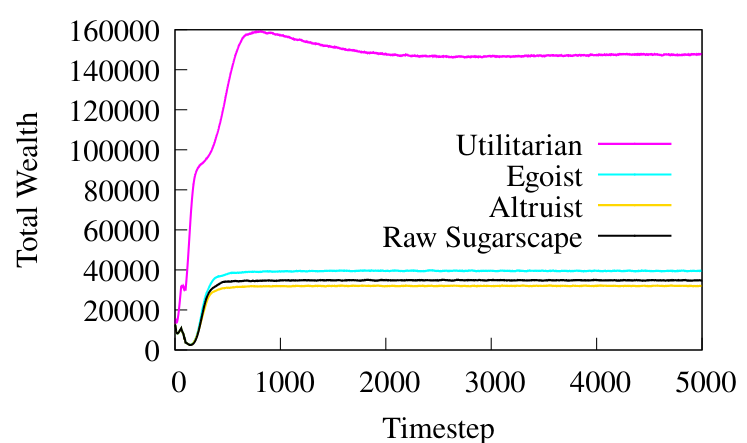 160000
140000
120000
100000
80000
60000
40000
20000
0
Total Wealth
Utilitarian
Egoist
Altruist
Raw Sugarscape
0 1000 2000 3000 4000 5000
Timestep